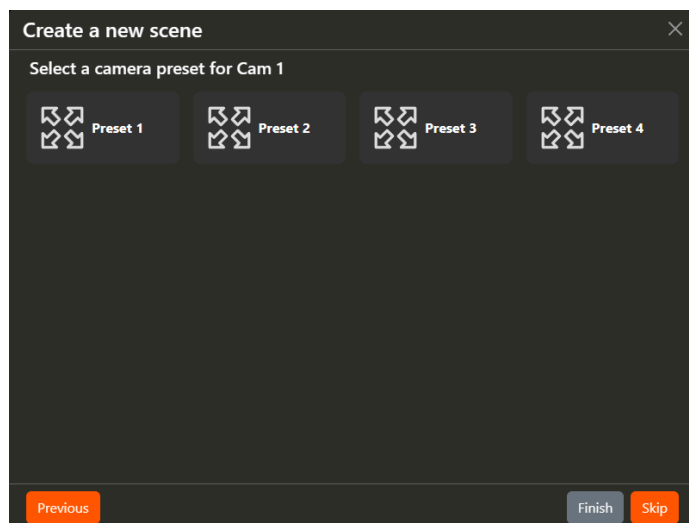 Create a new scene
Select a camera preset for Cam 1
Preset 1
Preset 2
Preset 3
Preset 4
Previous
Finish
Skip